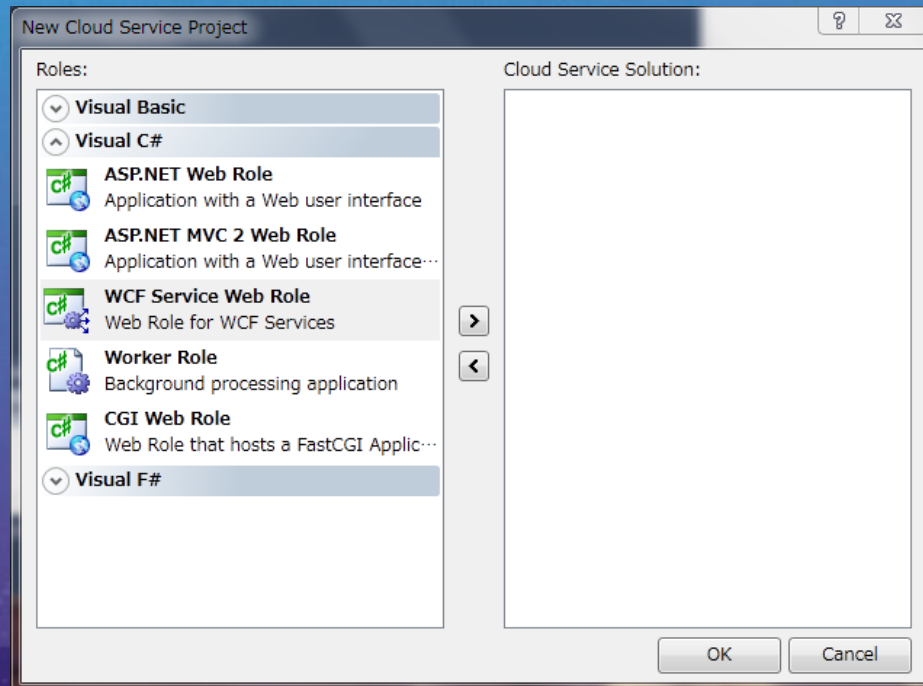 New Cloud Service Project
Roles:
Cloud Service Solution:
Visual Basic
Visual C#
ASP.NET Web Role
Application with a Web user interface
ASP.NET MVC 2 Web Role
Application with a Web user interface…
WCF Service Web Role
Web Role for WCF Services
Worker Role
Background processing application
CGI Web Role
Web Role that hosts a FastCGI Applic…
Visual F#
OK
Cancel